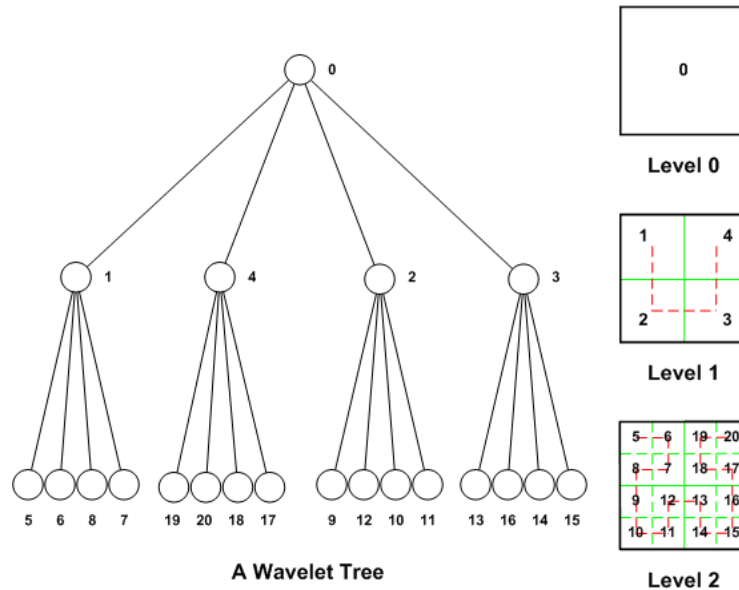 0
1 4 2 3
5 6 8 7 19 20 18 17 9 12 10 11 13 16 14 15
A Wavelet Tree
0
Level 0
1 4
2 3
Level 1
5 6 19 20
8 7 18 17
9 12 13 16
10 11 14 15
Level 2